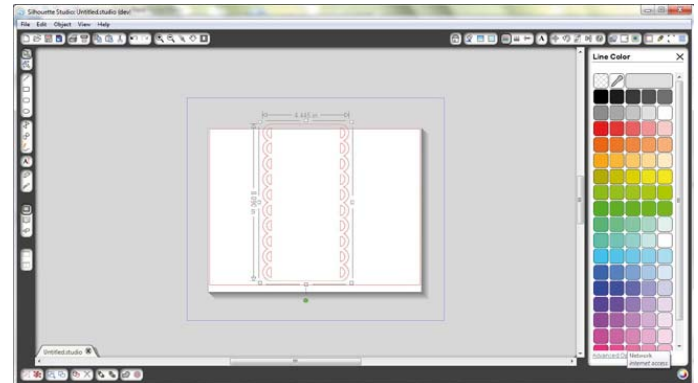 Silhouette Studio: Untitled.studio (dev)
File Edit Object View Help
Line Color
Untitled.studio
Network
Internet access